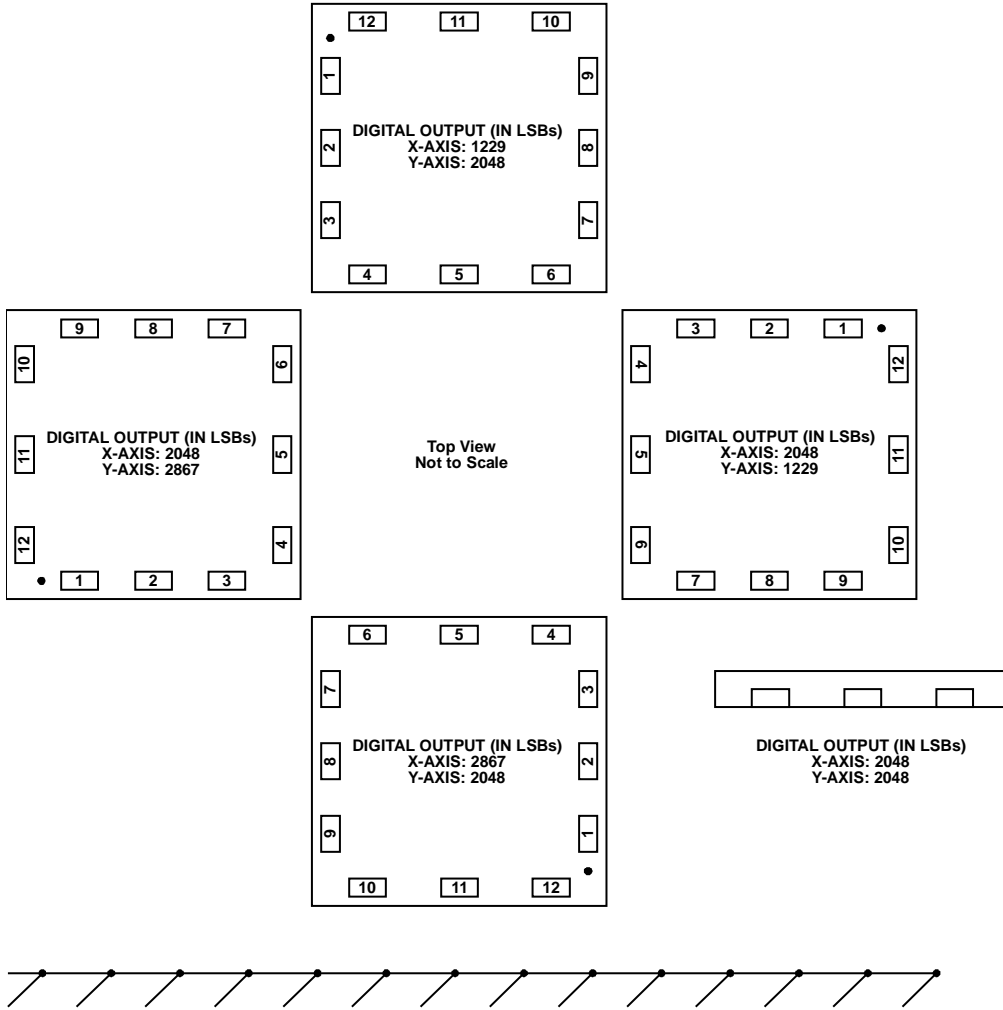 12 11 10
1 9
DIGITAL OUTPUT (IN LSBs)
X-AXIS: 1229
Y-AXIS: 2048
2 8
3 7
4 5 6
9 8 7
10 6
DIGITAL OUTPUT (IN LSBs)
X-AXIS: 2048
Y-AXIS: 2867
11 5
12 4
1 2 3
Top View
Not to Scale
3 2 1
4 12
DIGITAL OUTPUT (IN LSBs)
X-AXIS: 2048
Y-AXIS: 1229
5 11
6 10
7 8 9
6 5 4
7 3
DIGITAL OUTPUT (IN LSBs)
X-AXIS: 2867
Y-AXIS: 2048
8 2
9 1
10 11 12
DIGITAL OUTPUT (IN LSBs)
X-AXIS: 2048
Y-AXIS: 2048